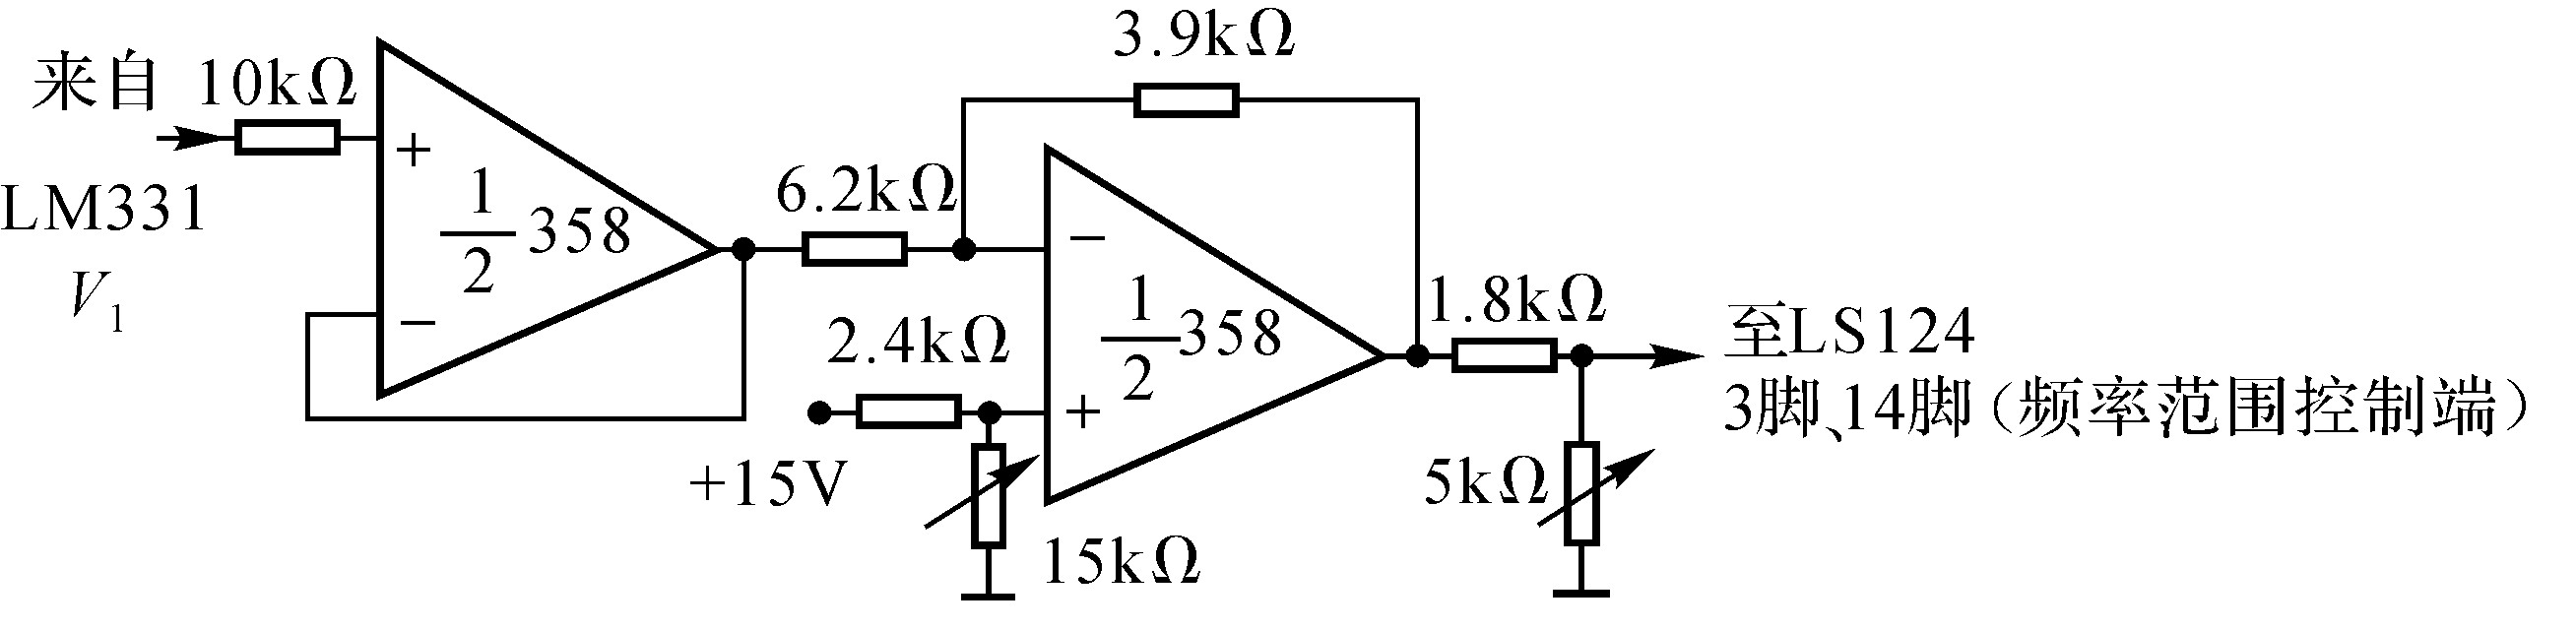 3.9kΩ
来自 10kΩ
+
LM331
V1
1/2 358
−
6.2kΩ
−
2.4kΩ
1/2 358
+
+15V
15kΩ
1.8kΩ
5kΩ
至LS124
3脚、14脚（频率范围控制端）